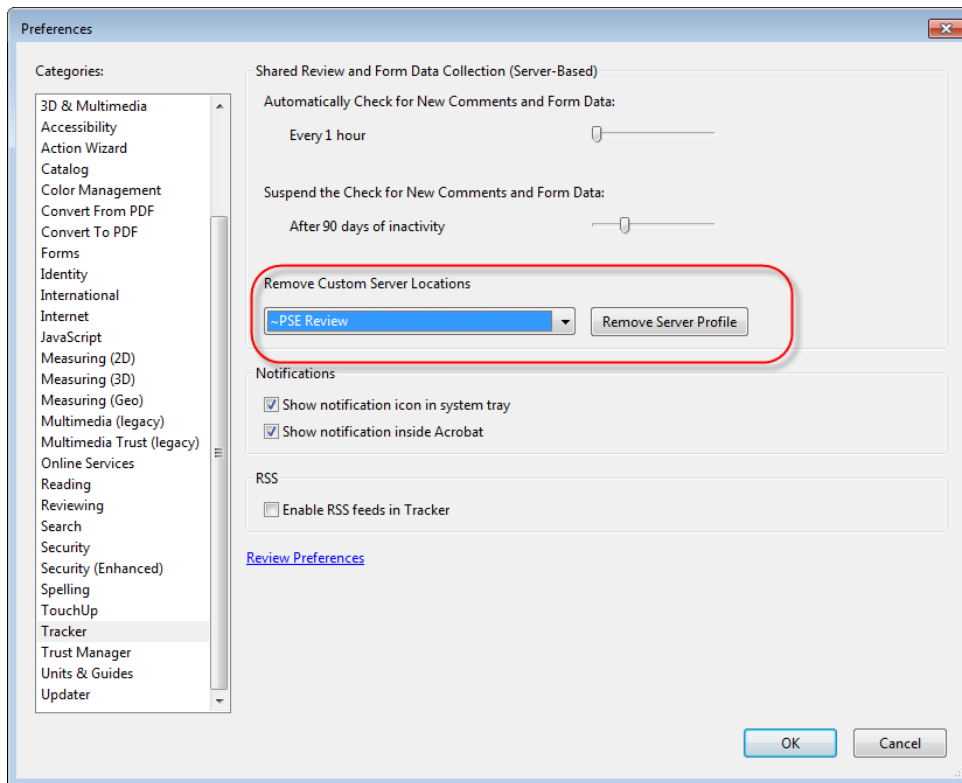 Preferences
Categories:
3D & Multimedia
Accessibility
Action Wizard
Catalog
Color Management
Convert From PDF
Convert To PDF
Forms
Identity
International
Internet
JavaScript
Measuring (2D)
Measuring (3D)
Measuring (Geo)
Multimedia (legacy)
Multimedia Trust (legacy)
Online Services
Reading
Reviewing
Search
Security
Security (Enhanced)
Spelling
TouchUp
Tracker
Trust Manager
Units & Guides
Updater
Shared Review and Form Data Collection (Server-Based)
Automatically Check for New Comments and Form Data:
Every 1 hour
Suspend the Check for New Comments and Form Data:
After 90 days of inactivity
Remove Custom Server Locations
~PSE Review
Remove Server Profile
Notifications
Show notification icon in system tray
Show notification inside Acrobat
RSS
Enable RSS feeds in Tracker
Review Preferences
OK
Cancel